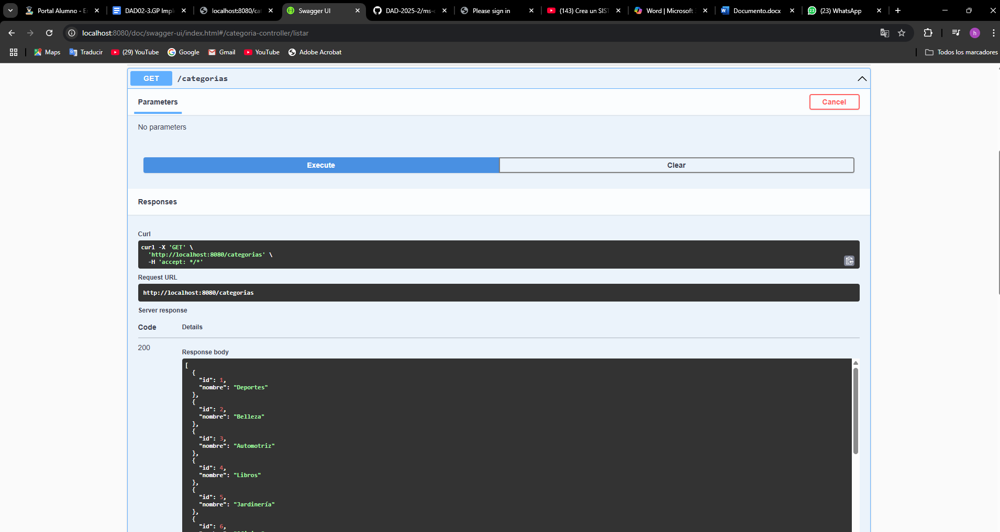 Portal Alumno - E
DAD02-3.GP Imple
localhost:8080/cat
Swagger UI
DAD-2025-2/ms-c
Please sign in
(143) Crea un SIST
Word | Microsoft
Documento.docx
(23) WhatsApp
localhost:8080/doc/swagger-ui/index.html#/categoria-controller/listar
h
Maps
Traducir
(29) YouTube
Google
Gmail
YouTube
Adobe Acrobat
Todos los marcadores
GET
/categorias
Parameters
Cancel
No parameters
Execute
Clear
Responses
Curl
curl -X 'GET' \
'http://localhost:8080/categorias' \
-H 'accept: */*'
Request URL
http://localhost:8080/categorias
Server response
Code
Details
200
Response body
[
{
"id": 1,
"nombre": "Deportes"
},
{
"id": 2,
"nombre": "Belleza"
},
{
"id": 3,
"nombre": "Automotriz"
},
{
"id": 4,
"nombre": "Libros"
},
{
"id": 5,
"nombre": "Jardinería"
},
{
"id": 6,